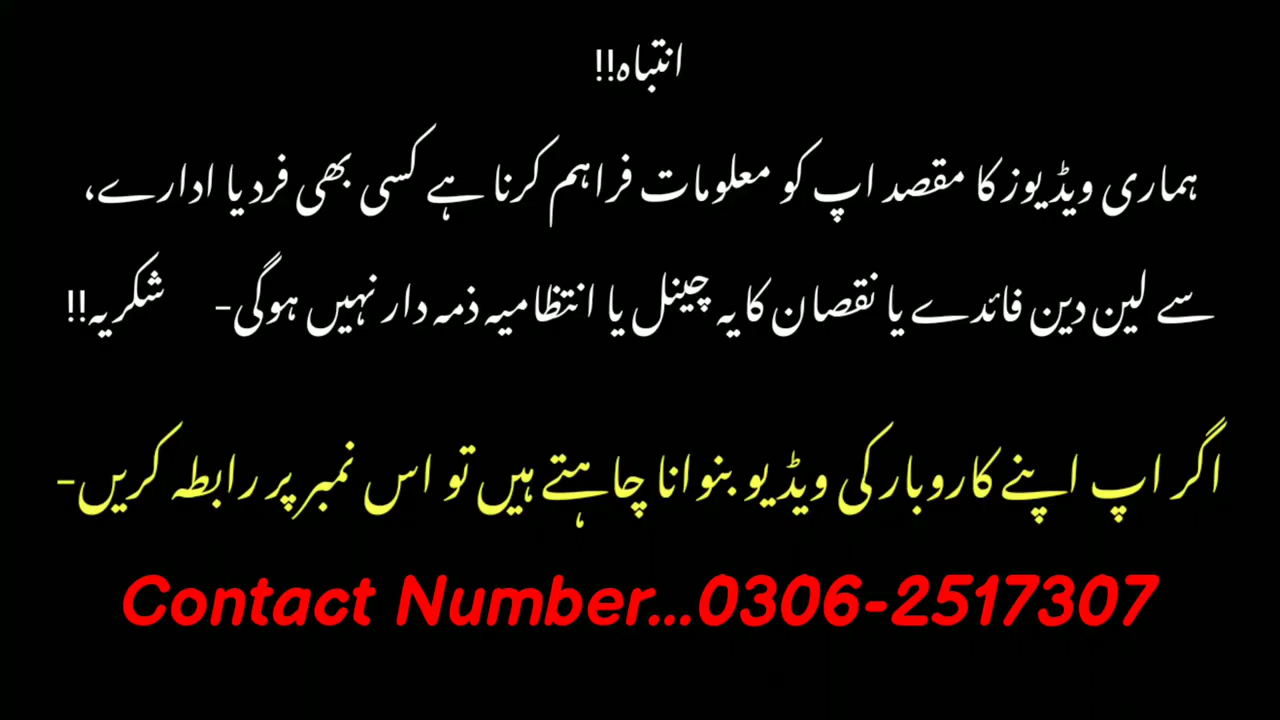 انتباہ!!
ہماری ویڈیوز کا مقصد اپ کو معلومات فراہم کرنا ہے کسی بھی فرد یا ادارے،
سے لین دین فائدے یا نقصان کا یہ چینل یا انتظامیہ ذمہ دار نہیں ہوگی- شکریہ!!
اگر اپ اپنے کاروبار کی ویڈیو بنوانا چاہتے ہیں تو اس نمبر پر رابطہ کریں-
Contact Number...0306-2517307